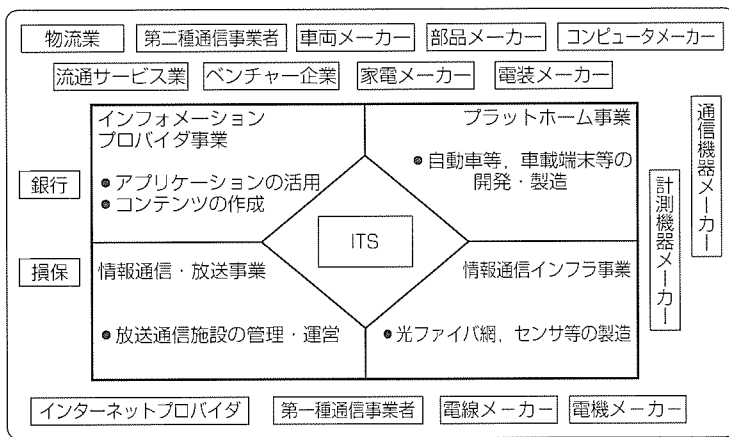 物流業
第二種通信事業者
車両メーカー
部品メーカー
コンピュータメーカー
流通サービス業
ベンチャー企業
家電メーカー
電装メーカー
インフォメーション
プロバイダ事業
●アプリケーションの活用
●コンテンツの作成
プラットホーム事業
●自動車等，車載端末等の
開発・製造
通信機器メーカー
計測機器メーカー
銀行
損保
ITS
情報通信・放送事業
●放送通信施設の管理・運営
情報通信インフラ事業
●光ファイバ網，センサ等の製造
インターネットプロバイダ
第一種通信事業者
電線メーカー
電機メーカー